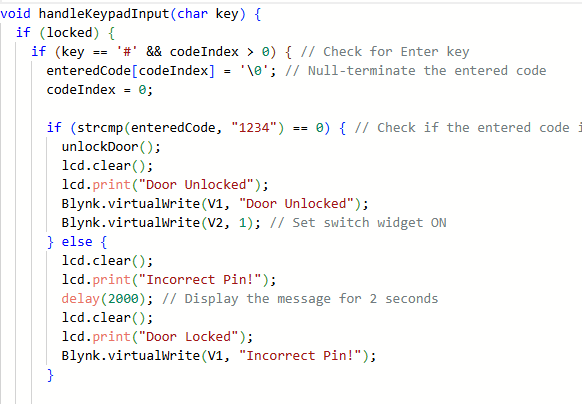 void handleKeypadInput(char key) {
  if (locked) {
    if (key == '#' && codeIndex > 0) { // Check for Enter key
      enteredCode[codeIndex] = '\0'; // Null-terminate the entered code
      codeIndex = 0;

      if (strcmp(enteredCode, "1234") == 0) { // Check if the entered code
        unlockDoor();
        lcd.clear();
        lcd.print("Door Unlocked");
        Blynk.virtualWrite(V1, "Door Unlocked");
        Blynk.virtualWrite(V2, 1); // Set switch widget ON
      } else {
        lcd.clear();
        lcd.print("Incorrect Pin!");
        delay(2000); // Display the message for 2 seconds
        lcd.clear();
        lcd.print("Door Locked");
        Blynk.virtualWrite(V1, "Incorrect Pin!");
      }